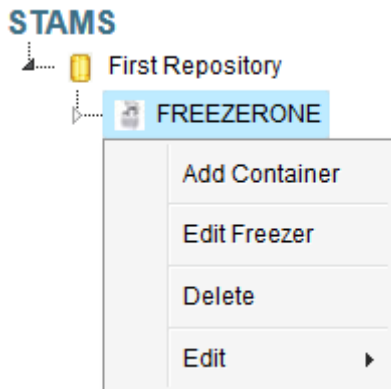 STAMS
First Repository
FREEZERONE
Add Container
Edit Freezer
Delete
Edit